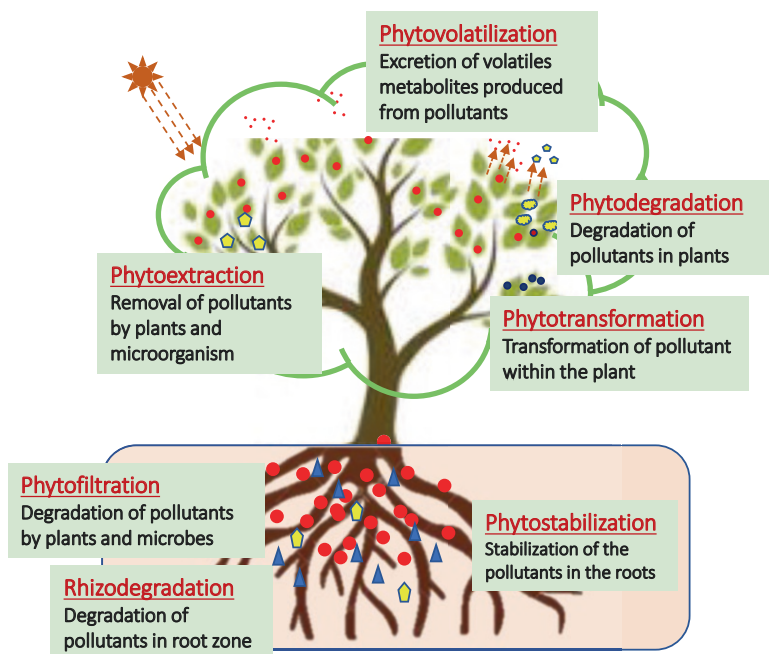 Phytovolatilization
Excretion of volatiles
metabolites produced
from pollutants
Phytodegradation
Degradation of
pollutants in plants
Phytoextraction
Removal of pollutants
by plants and
microorganism
Phytotransformation
Transformation of pollutant
within the plant
Phytofiltration
Degradation of pollutants
by plants and microbes
Phytostabilization
Stabilization of the
pollutants in the roots
Rhizodegradation
Degradation of
pollutants in root zone